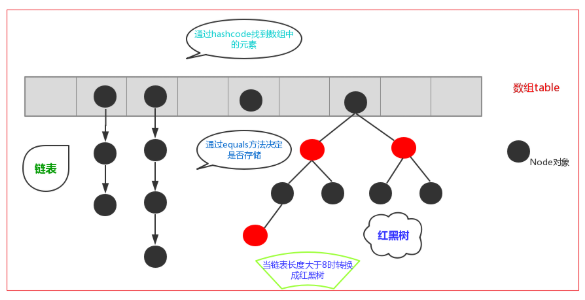 通过hashcode找到数组中
的元素
数组table
通过equals方法决定
是否存储
链表
Node对象
红黑树
当链表长度大于8时转换
成红黑树